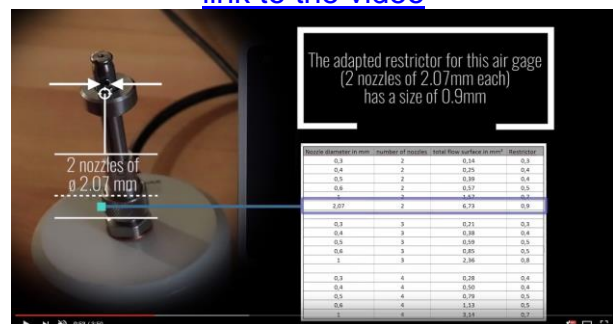 link to the video
The adapted restrictor for this air gage
(2 nozzles of 2.07mm each)
has a size of 0.9mm
2 nozzles of
ø 2.07 mm
Nozzle diameter in mm number of nozzles total flow surface in mm² Restrictor
0,3 2 0,14 0,3
0,4 2 0,25 0,4
0,5 2 0,39 0,4
0,6 2 0,57 0,5
2,07 2 6,73 0,9
0,3 3 0,21 0,3
0,4 3 0,38 0,4
0,5 3 0,59 0,5
0,6 3 0,85 0,5
1 3 2,36 0,8
0,3 4 0,28 0,4
0,4 4 0,50 0,4
0,5 4 0,79 0,5
0,6 4 1,13 0,5
1 4 3,14 0,7